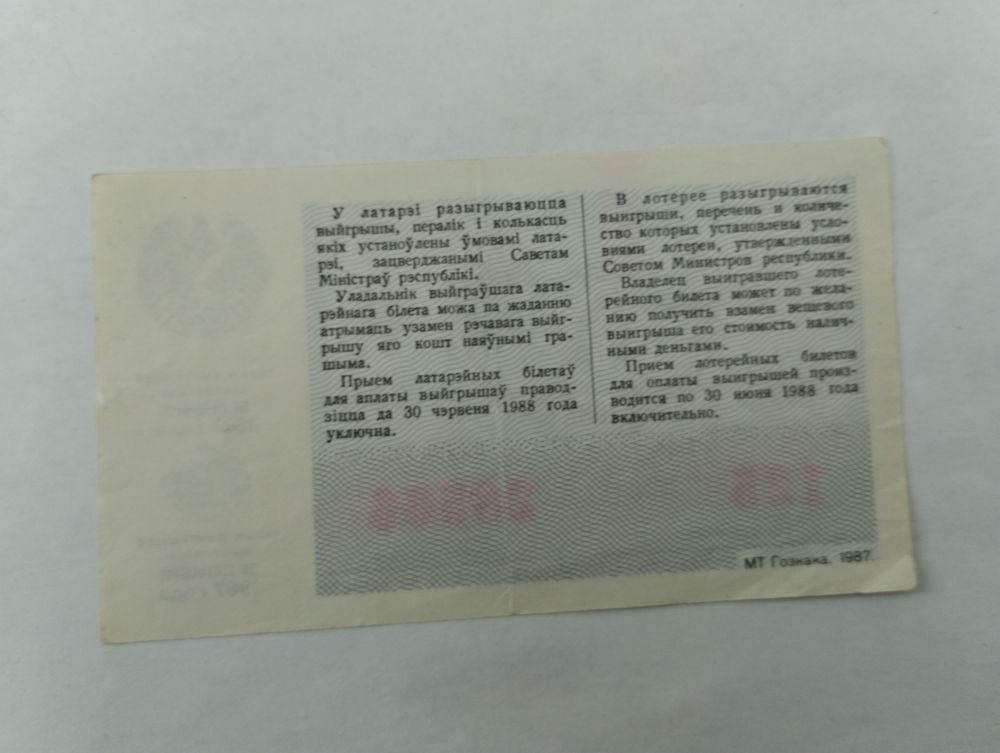 У латарэі разыгрываюцца
выйгрышы, пералік і колькасць
якіх устаноўлены ўмовамі лата-
рэі, зацверджанымі Саветам
Міністраў рэспублікі.
Уладальнік выйграўшага лата-
рэйнага білета можа па жаданню
атрымаць узамен рэчавага выйг-
рышу яго кошт наяўнымі гра-
шыма.
Прыем латарэйных білетаў
для аплаты выйгрышаў правод-
зіцца да 30 чэрвеня 1988 года
уключна.
В лотерее разыгрываются
выигрыши, перечень и количе-
ство которых установлены усло-
виями лотереи, утвержденными
Советом Министров республики.
Владелец выигравшего лоте-
рейного билета может по жела-
нию получить взамен вещевого
выигрыша его стоимость налич-
ными деньгами.
Прием лотерейных билетов
для оплаты выигрышей произ-
водится по 30 июня 1988 года
включительно.
МТ Гознака. 1987.